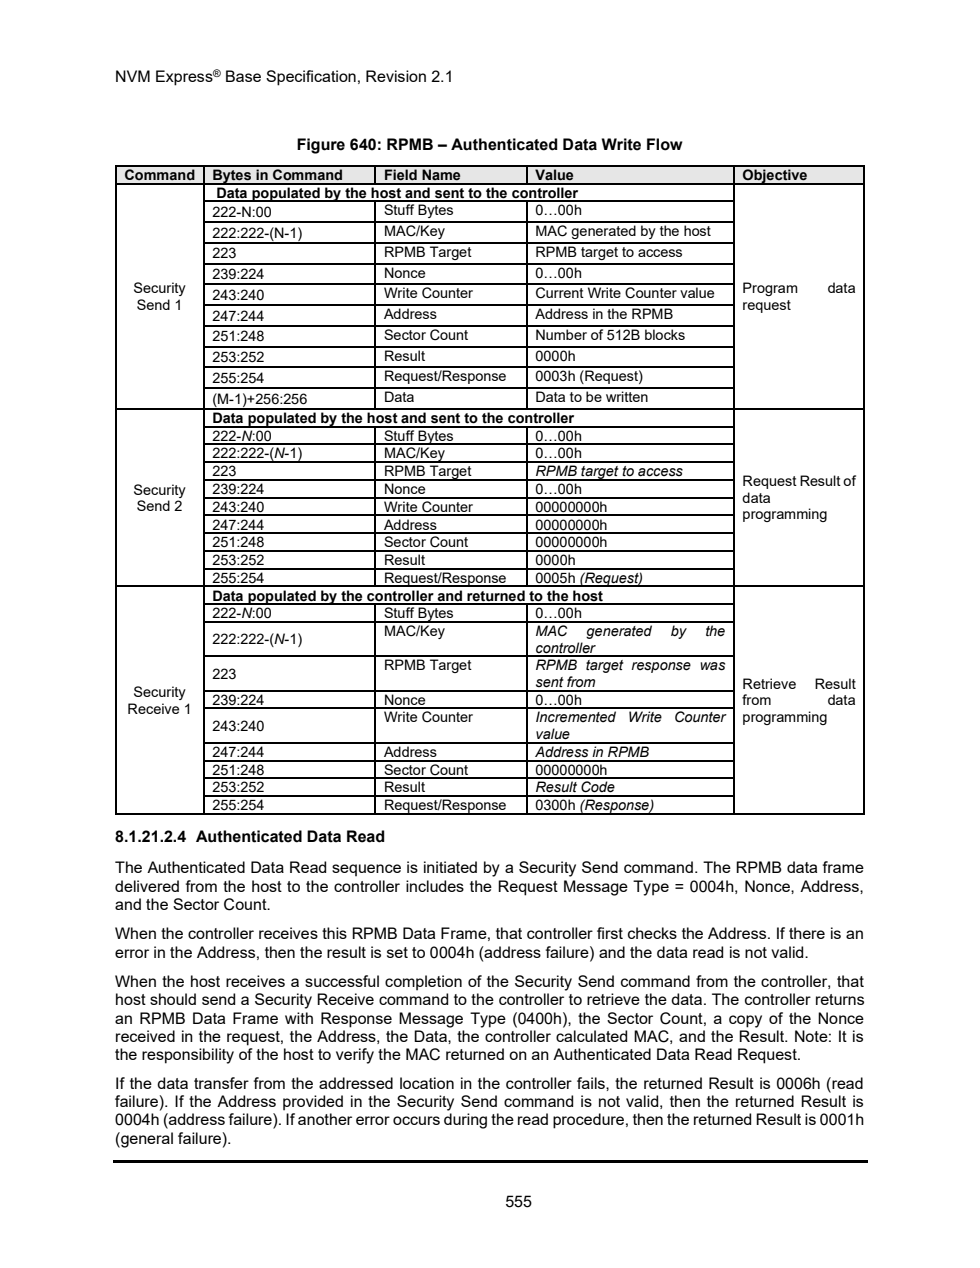 NVM Express® Base Specification, Revision 2.1
Figure 640: RPMB – Authenticated Data Write Flow
Command Bytes in Command Field Name Value Objective
Data populated by the host and sent to the controller
222-N:00 Stuff Bytes 0…00h
222:222-(N-1) MAC/Key MAC generated by the host
223 RPMB Target RPMB target to access
239:224 Nonce 0…00h
Security Send 1 243:240 Write Counter Current Write Counter value Program data request
247:244 Address Address in the RPMB
251:248 Sector Count Number of 512B blocks
253:252 Result 0000h
255:254 Request/Response 0003h (Request)
(M-1)+256:256 Data Data to be written
Data populated by the host and sent to the controller
222-N:00 Stuff Bytes 0…00h
222:222-(N-1) MAC/Key 0…00h
223 RPMB Target RPMB target to access
Security Send 2 239:224 Nonce 0…00h Request Result of data programming
243:240 Write Counter 00000000h
247:244 Address 00000000h
251:248 Sector Count 00000000h
253:252 Result 0000h
255:254 Request/Response 0005h (Request)
Data populated by the controller and returned to the host
222-N:00 Stuff Bytes 0…00h
222:222-(N-1) MAC/Key MAC generated by the controller
223 RPMB Target RPMB target response was sent from
Security Receive 1 239:224 Nonce 0…00h Retrieve Result from data programming
243:240 Write Counter Incremented Write Counter value
247:244 Address Address in RPMB
251:248 Sector Count 00000000h
253:252 Result Result Code
255:254 Request/Response 0300h (Response)
8.1.21.2.4 Authenticated Data Read
The Authenticated Data Read sequence is initiated by a Security Send command. The RPMB data frame
delivered from the host to the controller includes the Request Message Type = 0004h, Nonce, Address,
and the Sector Count.
When the controller receives this RPMB Data Frame, that controller first checks the Address. If there is an
error in the Address, then the result is set to 0004h (address failure) and the data read is not valid.
When the host receives a successful completion of the Security Send command from the controller, that
host should send a Security Receive command to the controller to retrieve the data. The controller returns
an RPMB Data Frame with Response Message Type (0400h), the Sector Count, a copy of the Nonce
received in the request, the Address, the Data, the controller calculated MAC, and the Result. Note: It is
the responsibility of the host to verify the MAC returned on an Authenticated Data Read Request.
If the data transfer from the addressed location in the controller fails, the returned Result is 0006h (read
failure). If the Address provided in the Security Send command is not valid, then the returned Result is
0004h (address failure). If another error occurs during the read procedure, then the returned Result is 0001h
(general failure).
555